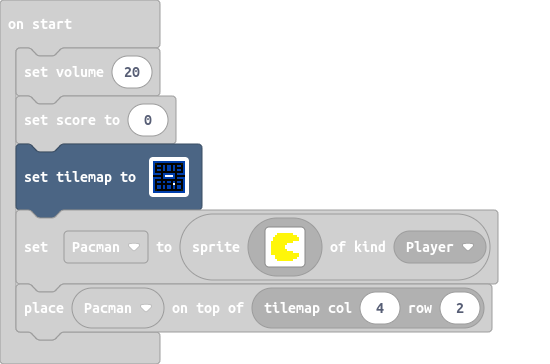 on start
set volume 20
set score to 0
set tilemap to
set Pacman to sprite of kind Player
place Pacman on top of tilemap col 4 row 2